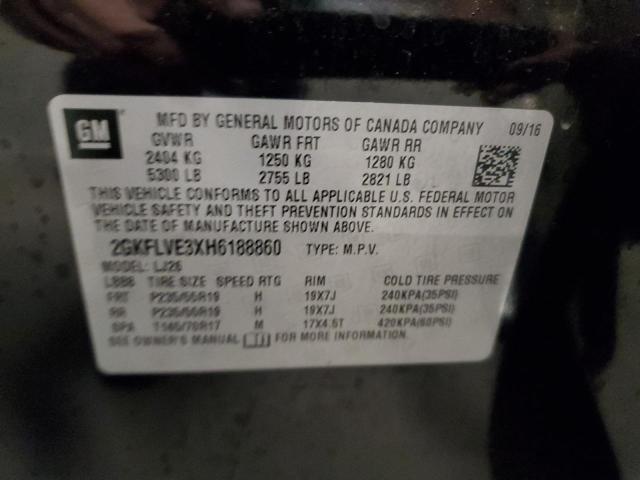 GM MFD BY GENERAL MOTORS OF CANADA COMPANY 09/16
GVWR GAWR FRT GAWR RR
2404 KG 1250 KG 1280 KG
5300 LB 2755 LB 2821 LB
THIS VEHICLE CONFORMS TO ALL APPLICABLE U.S. FEDERAL MOTOR
VEHICLE SAFETY AND THEFT PREVENTION STANDARDS IN EFFECT ON
THE DATE OF MANUFACTURE SHOWN ABOVE.
2GKFLVE3XH6188860 TYPE: M.P.V.
MODEL: LJ26
TIRE SIZE SPEED RTG RIM COLD TIRE PRESSURE
FRT P235/55R19 H 19X7J 240KPA(35PSI)
RR P235/55R19 H 19X7J 240KPA(35PSI)
SPA T145/70R17 M 17X4.5T 420KPA(60PSI)
SEE OWNER'S MANUAL FOR MORE INFORMATION.